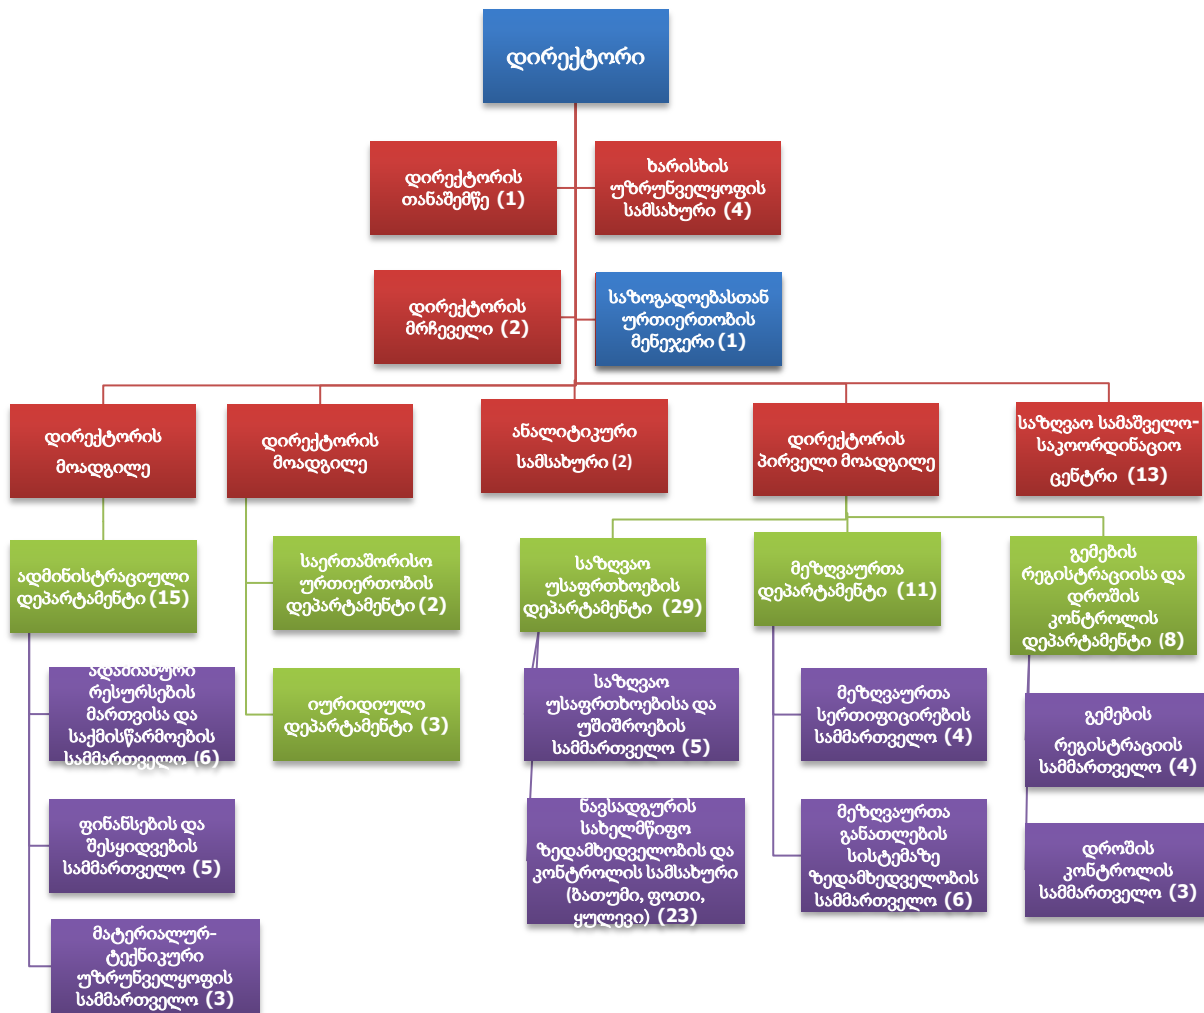 დირექტორი
დირექტორის
თანაშემწე (1)
ხარისხის
უზრუნველყოფის
სამსახური (4)
დირექტორის
მრჩეველი (2)
საზოგადოებასთან
ურთიერთობის
მენეჯერი (1)
დირექტორის
მოადგილე
დირექტორის
მოადგილე
ანალიტიკური
სამსახური (2)
დირექტორის
პირველი მოადგილე
საზღვაო სამაშველო-
საკოორდინაციო
ცენტრი (13)
ადმინისტრაციული
დეპარტამენტი (15)
საერთაშორისო
ურთიერთობის
დეპარტამენტი (2)
საზღვაო
უსაფრთხოების
დეპარტამენტი (29)
მეზღვაურთა
დეპარტამენტი (11)
გემების
რეგისტრაციისა და
დროშის
კონტროლის
დეპარტამენტი (8)
ადამიანური
რესურსების
მართვისა და
საქმისწარმოების
სამმართველო (6)
იურიდიული
დეპარტამენტი (3)
საზღვაო
უსაფრთხოებისა და
უშიშროების
სამმართველო (5)
მეზღვაურთა
სერთიფიცირების
სამმართველო (4)
გემების
რეგისტრაციის
სამმართველო (4)
ფინანსების და
შესყიდვების
სამმართველო (5)
ნავსადგურის
სახელმწიფო
ზედამხედველობის და
კონტროლის სამსახური
(ბათუმი, ფოთი,
ყულევი) (23)
მეზღვაურთა
განათლების
სისტემაზე
ზედამხედველობის
სამმართველო (6)
დროშის
კონტროლის
სამმართველო (3)
მატერიალურ-
ტექნიკური
უზრუნველყოფის
სამმართველო (3)